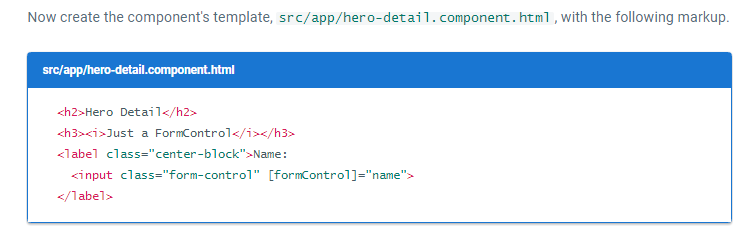 Now create the component's template, src/app/hero-detail.component.html, with the following markup.
src/app/hero-detail.component.html
<h2>Hero Detail</h2>
<h3><i>Just a FormControl</i></h3>
<label class="center-block">Name:
  <input class="form-control" [formControl]="name">
</label>